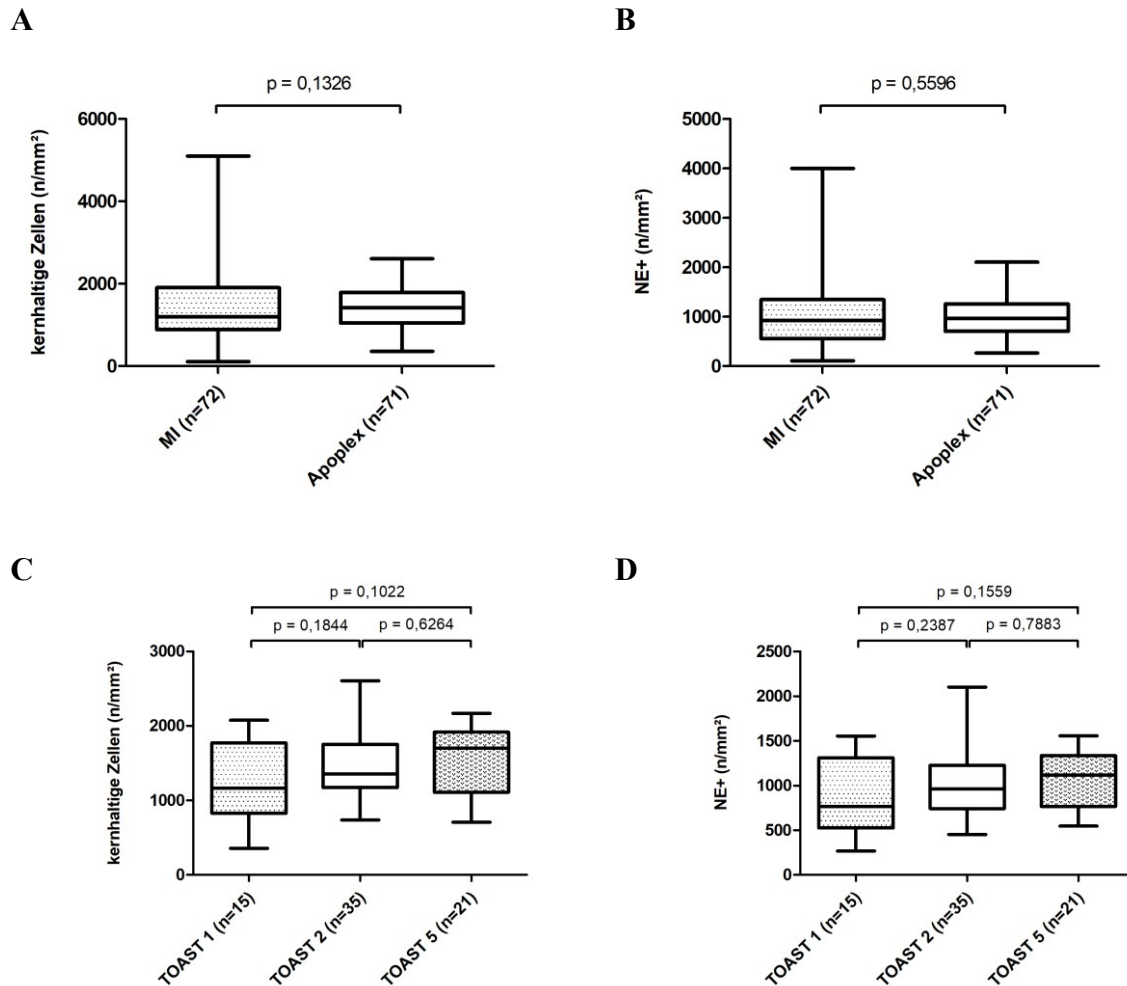 A
p = 0,1326
kernhaltige Zellen (n/mm²)
6000
4000
2000
0
MI (n=72)
Apoplex (n=71)
B
p = 0,5596
NE+ (n/mm²)
5000
4000
3000
2000
1000
0
MI (n=72)
Apoplex (n=71)
C
p = 0,1022
p = 0,1844
p = 0,6264
kernhaltige Zellen (n/mm²)
3000
2000
1000
0
TOAST 1 (n=15)
TOAST 2 (n=35)
TOAST 5 (n=21)
D
p = 0,1559
p = 0,2387
p = 0,7883
NE+ (n/mm²)
2500
2000
1500
1000
500
0
TOAST 1 (n=15)
TOAST 2 (n=35)
TOAST 5 (n=21)